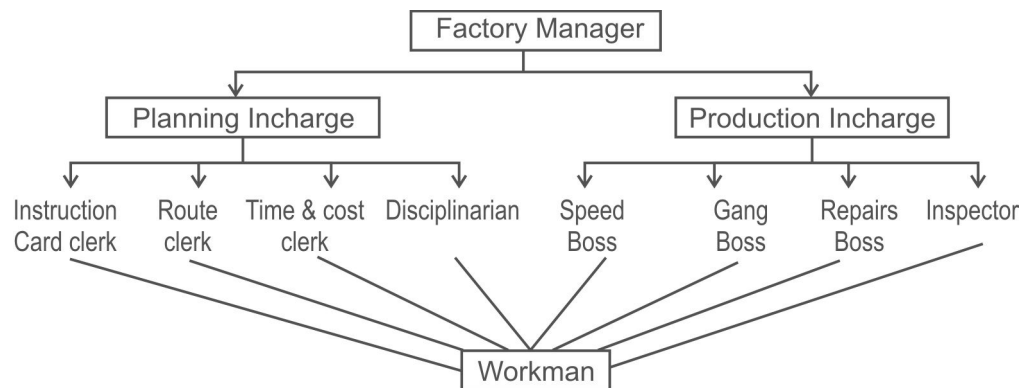 Factory Manager
Planning Incharge
Production Incharge
Instruction
Card clerk
Route
clerk
Time & cost
clerk
Disciplinarian
Speed
Boss
Gang
Boss
Repairs
Boss
Inspector
Workman